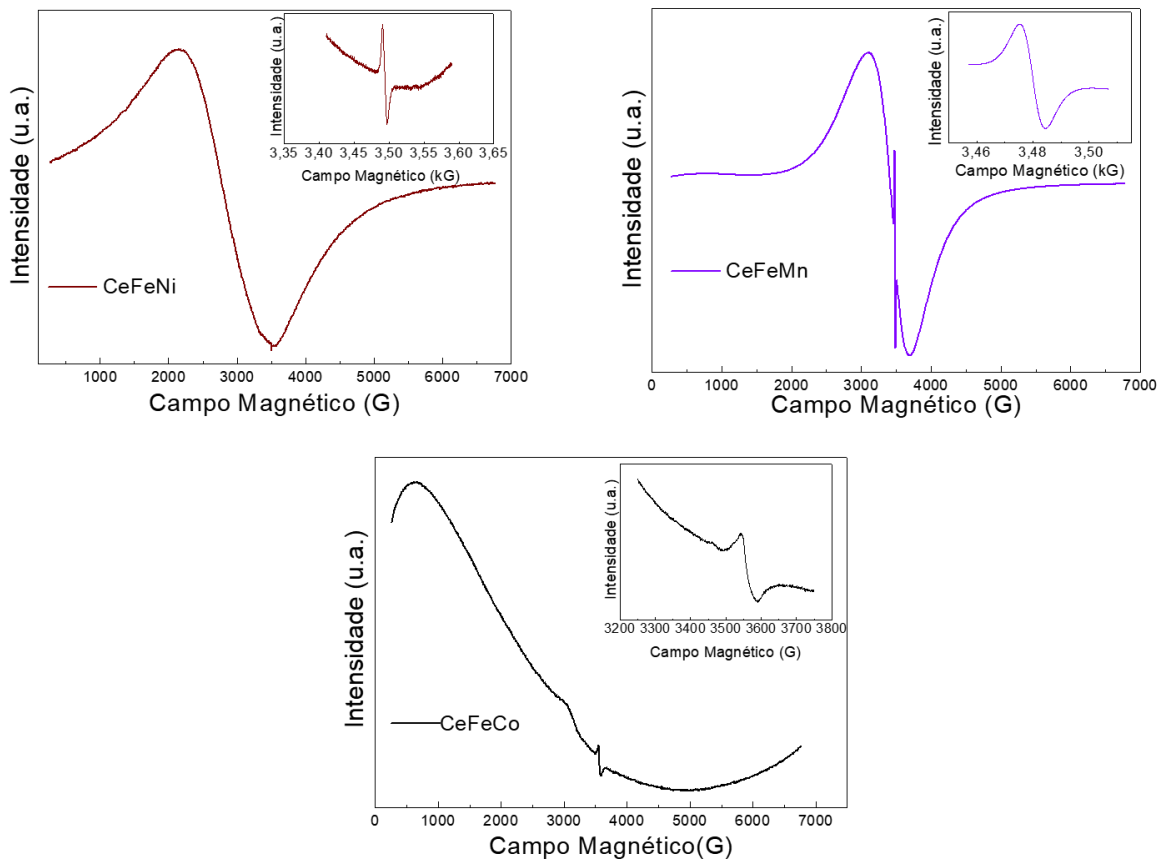 Intensidade (u.a.)
Intensidade (u.a.)
3,35 3,40 3,45 3,50 3,55 3,60 3,65
Campo Magnético (kG)
CeFeNi
1000 2000 3000 4000 5000 6000 7000
Campo Magnético (G)
Intensidade (u.a.)
Intensidade (u.a.)
3,46 3,48 3,50
Campo Magnético (kG)
CeFeMn
0 1000 2000 3000 4000 5000 6000 7000
Campo Magnético (G)
Intensidade (u.a.)
Intensidade (u.a.)
3200 3300 3400 3500 3600 3700 3800
Campo Magnético (G)
CeFeCo
0 1000 2000 3000 4000 5000 6000 7000
Campo Magnético(G)